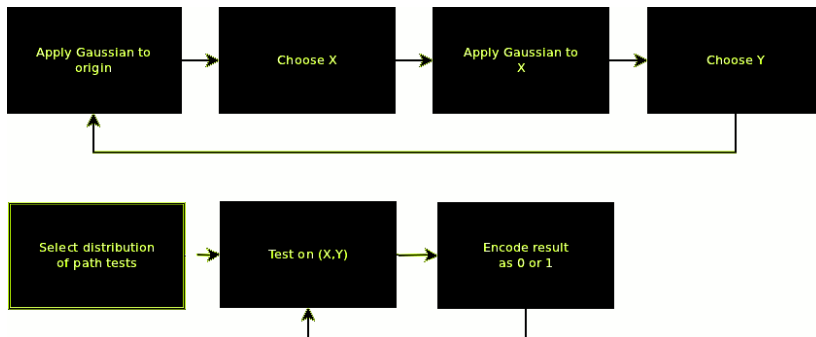 Apply Gaussian to
origin
Choose X
Apply Gaussian to
X
Choose Y
Select distribution
of path tests
Test on (X,Y)
Encode result
as 0 or 1